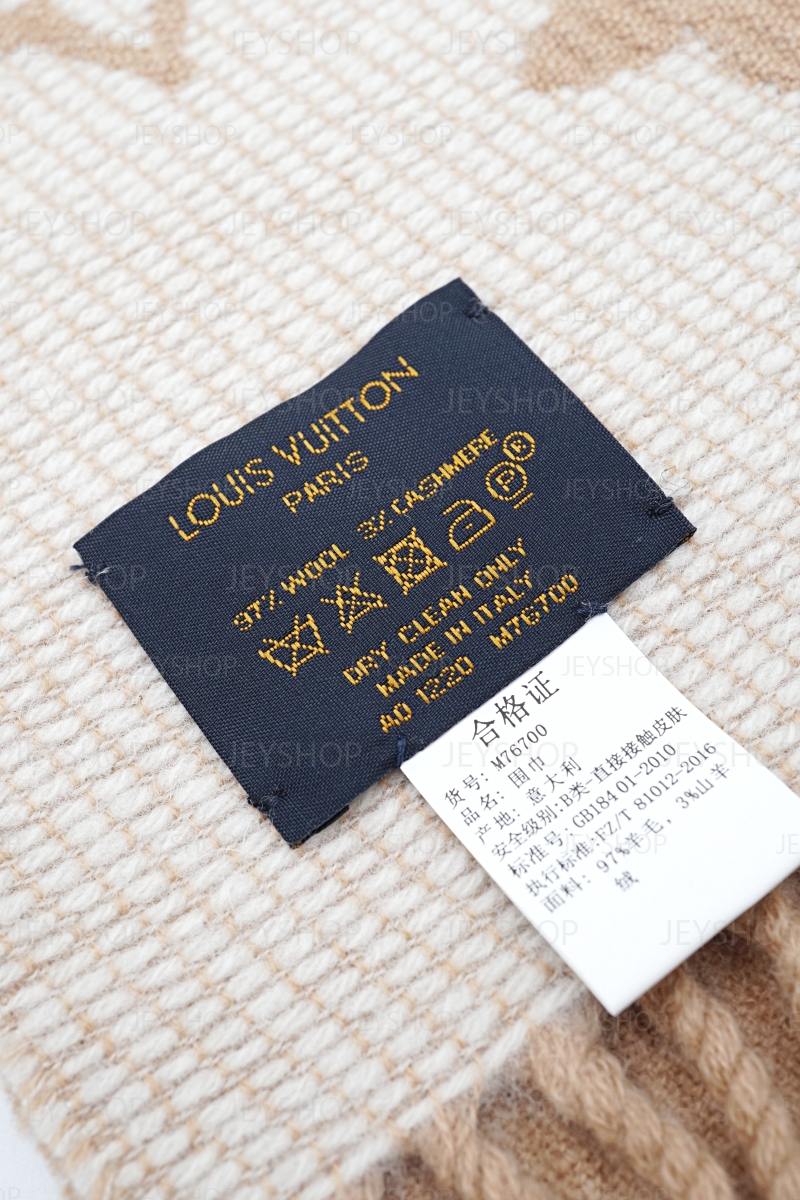 LOUIS VUITTON
PARIS
97% WOOL 3% CASHMERE ®
P
DRY CLEAN ONLY
MADE IN ITALY
AO 1220 M76700
合格证
货号: M76700
品名: 围巾
产地: 意大利
安全级别:B类-直接接触皮肤
标准号: GB18401-2010
执行标准:FZ/T 81012-2016
面料: 97%羊毛, 3%山羊
绒
JEYSHOP